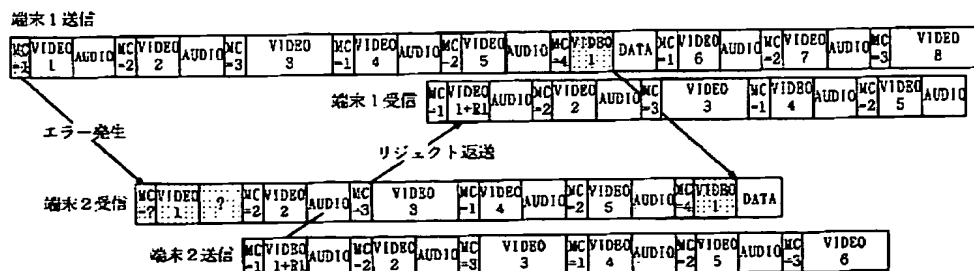 端末1送信
MC=1 VIDEO 1 AUDIO MC=2 VIDEO 2 AUDIO MC=3 VIDEO 3 MC=1 VIDEO 4 AUDIO MC=2 VIDEO 5 AUDIO MC=4 VIDEO 1 DATA MC=1 VIDEO 6 AUDIO MC=2 VIDEO 7 AUDIO MC=3 VIDEO 8
端末1受信
MC=1 VIDEO 1+R1 AUDIO MC=2 VIDEO 2 AUDIO MC=3 VIDEO 3 MC=1 VIDEO 4 AUDIO MC=2 VIDEO 5 AUDIO
エラー発生
リジェクト返送
端末2受信
MC=? VIDEO 1 ? MC=2 VIDEO 2 AUDIO MC=3 VIDEO 3 MC=1 VIDEO 4 AUDIO MC=2 VIDEO 5 AUDIO MC=4 VIDEO 1 DATA
端末2送信
MC=1 VIDEO 1+R1 AUDIO MC=2 VIDEO 2 AUDIO MC=3 VIDEO 3 MC=1 VIDEO 4 AUDIO MC=2 VIDEO 5 AUDIO MC=3 VIDEO 6